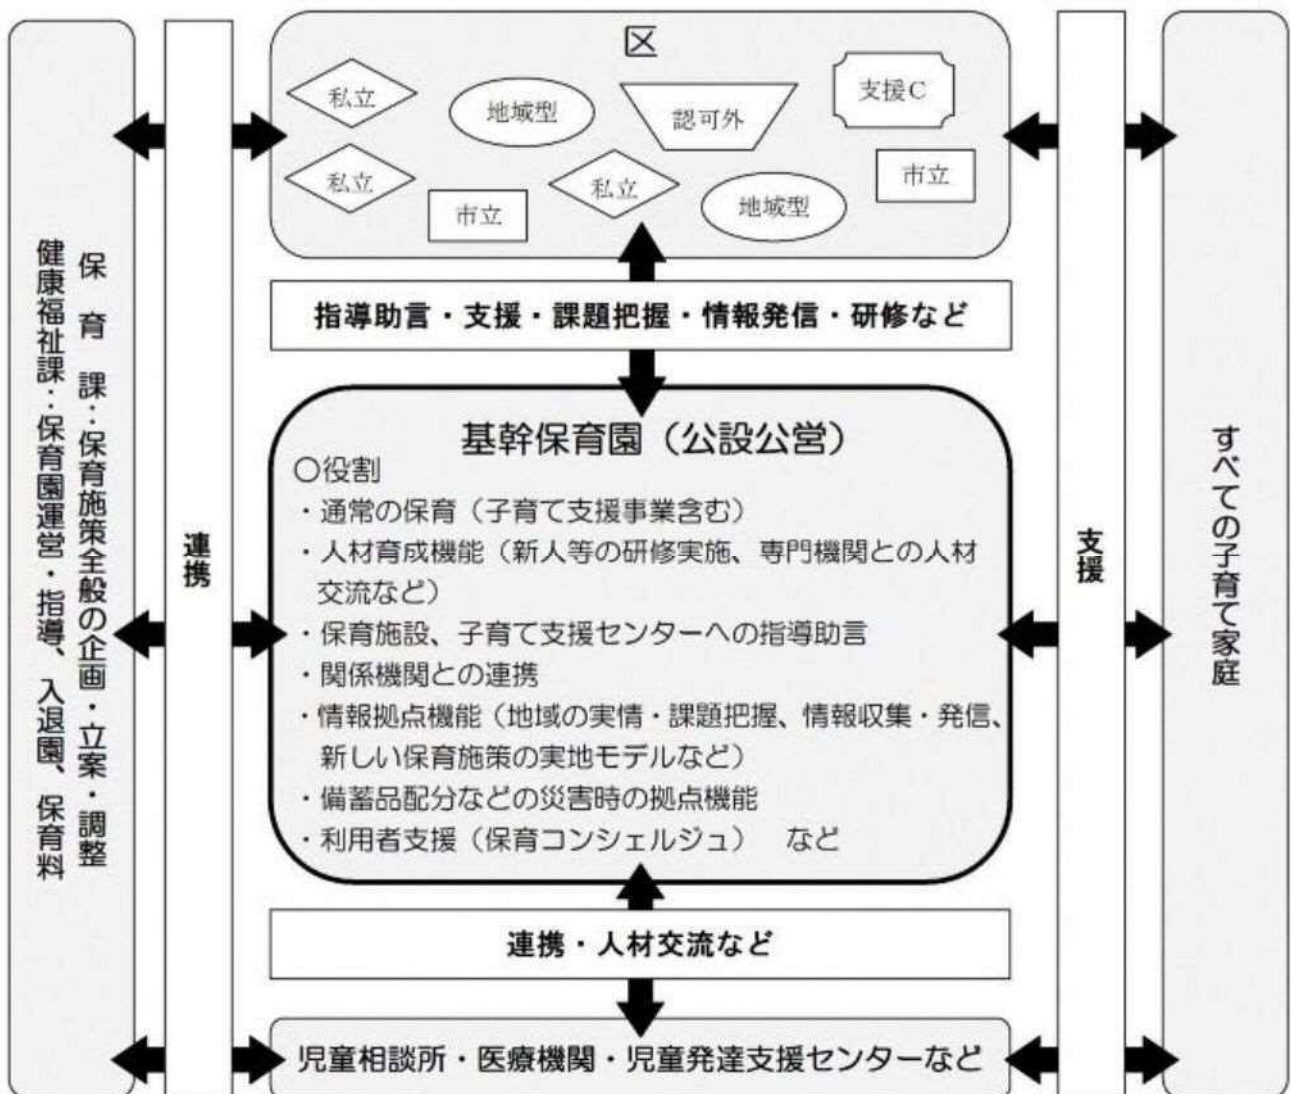 区
私立
地域型
認可外
支援C
私立
市立
私立
地域型
市立
指導助言・支援・課題把握・情報発信・研修など
基幹保育園（公設公営）
○役割
・通常の保育（子育て支援事業含む）
・人材育成機能（新人等の研修実施、専門機関との人材
交流など）
・保育施設、子育て支援センターへの指導助言
・関係機関との連携
・情報拠点機能（地域の実情・課題把握、情報収集・発信、
新しい保育施策の実地モデルなど）
・備蓄品配分などの災害時の拠点機能
・利用者支援（保育コンシェルジュ）　など
連携・人材交流など
児童相談所・医療機関・児童発達支援センターなど
保　育　課：保育施策全般の企画・立案・調整
健康福祉課：保育園運営・指導、入退園、保育料
連携
支援
すべての子育て家庭